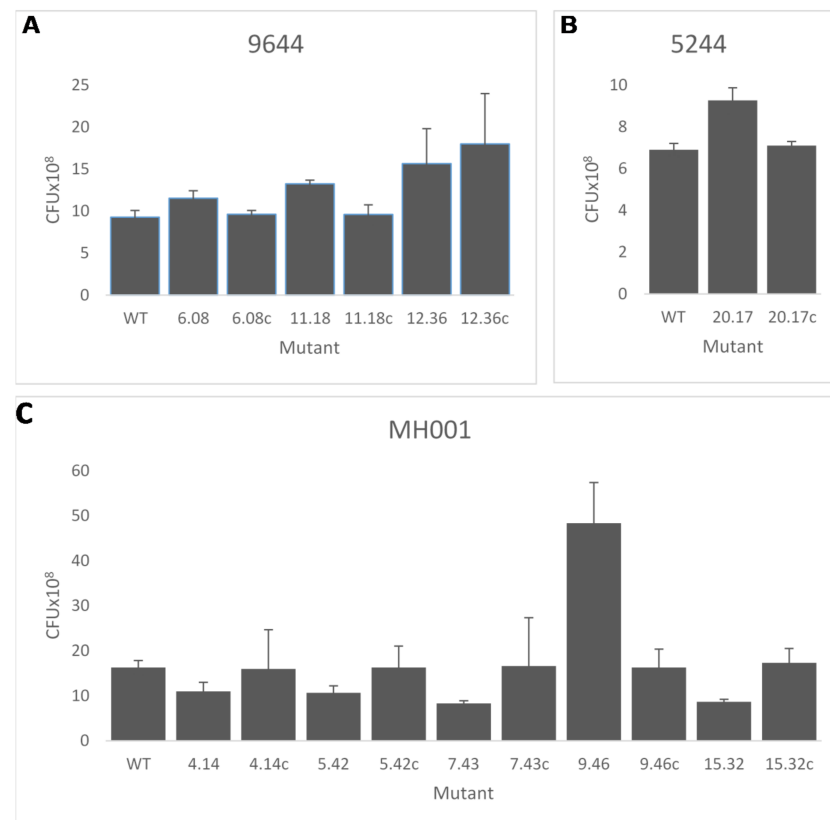 A
9644
25
20
15
10
5
0
CFUx10⁸
WT 6.08 6.08c 11.18 11.18c 12.36 12.36c
Mutant
B
5244
10
8
6
4
2
0
CFUx10⁸
WT 20.17 20.17c
Mutant
C
MH001
60
50
40
30
20
10
0
CFUx10⁸
WT 4.14 4.14c 5.42 5.42c 7.43 7.43c 9.46 9.46c 15.32 15.32c
Mutant